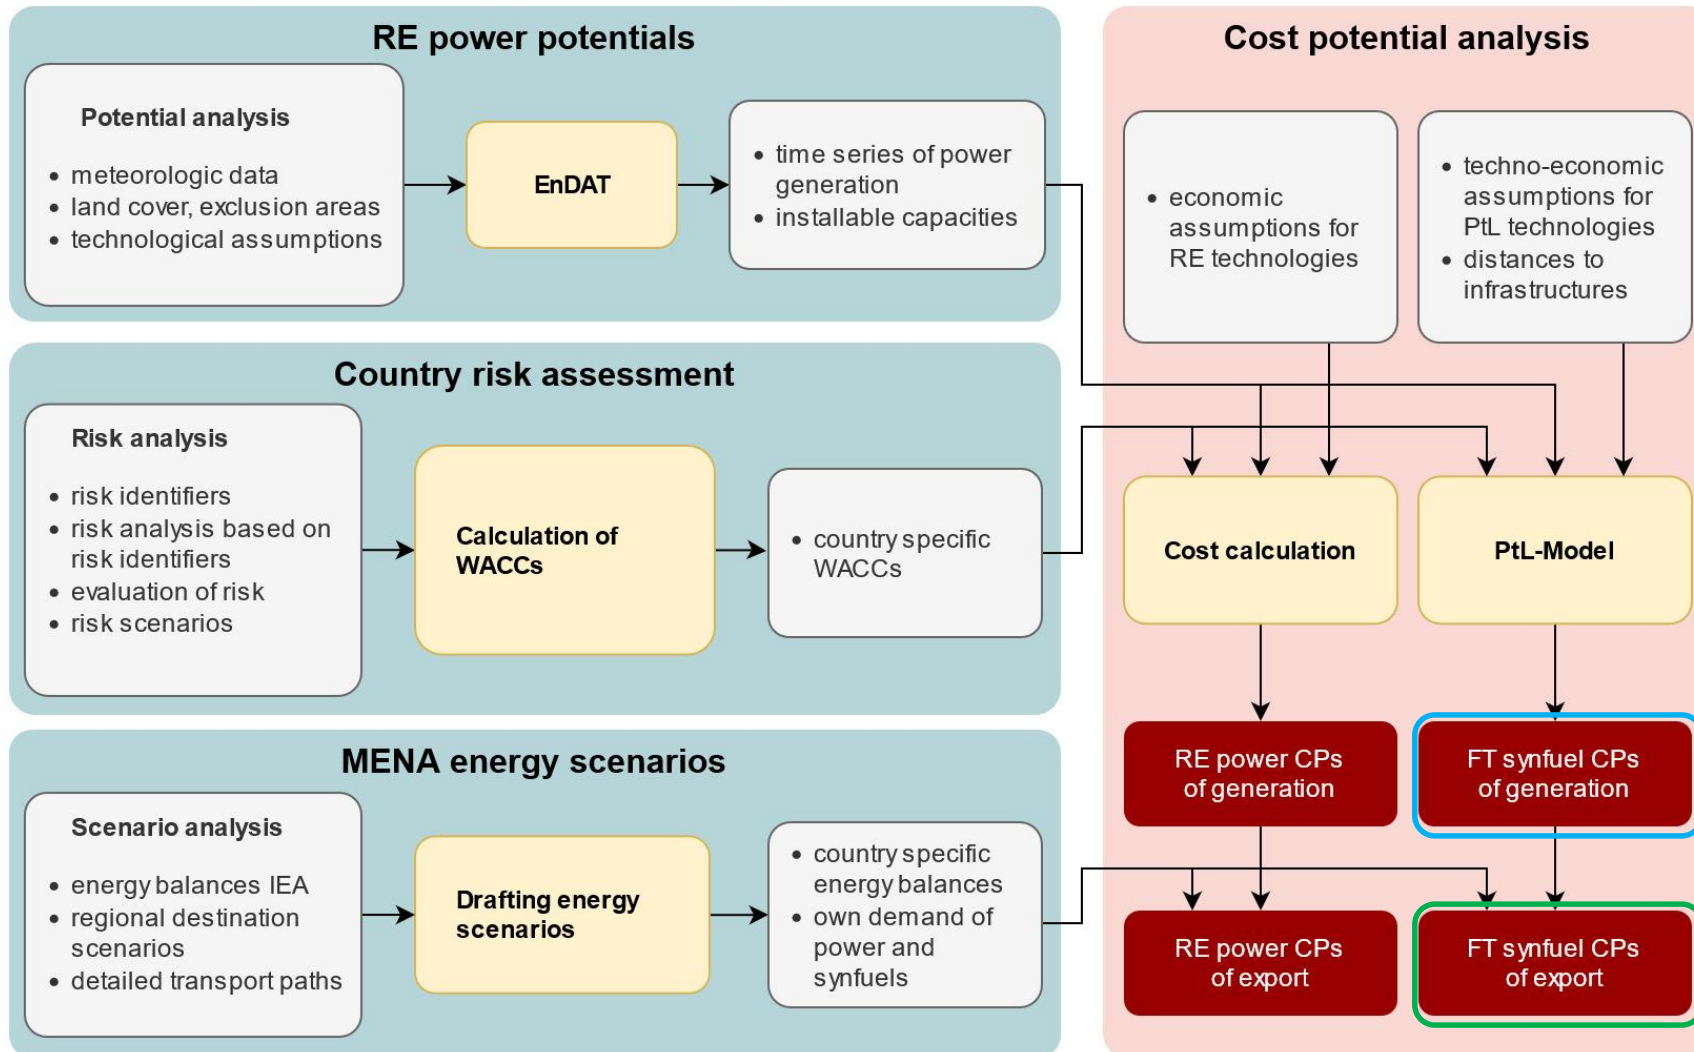 RE power potentials
Potential analysis
• meteorologic data
• land cover, exclusion areas
• technological assumptions
EnDAT
• time series of power
generation
• installable capacities
Country risk assessment
Risk analysis
• risk identifiers
• risk analysis based on
risk identifiers
• evaluation of risk
• risk scenarios
Calculation of
WACCs
• country specific
WACCs
MENA energy scenarios
Scenario analysis
• energy balances IEA
• regional destination
scenarios
• detailed transport paths
Drafting energy
scenarios
• country specific
energy balances
• own demand of
power and
synfuels
Cost potential analysis
• economic
assumptions for
RE technologies
• techno-economic
assumptions for
PtL technologies
• distances to
infrastructures
Cost calculation
PtL-Model
RE power CPs
of generation
FT synfuel CPs
of generation
RE power CPs
of export
FT synfuel CPs
of export